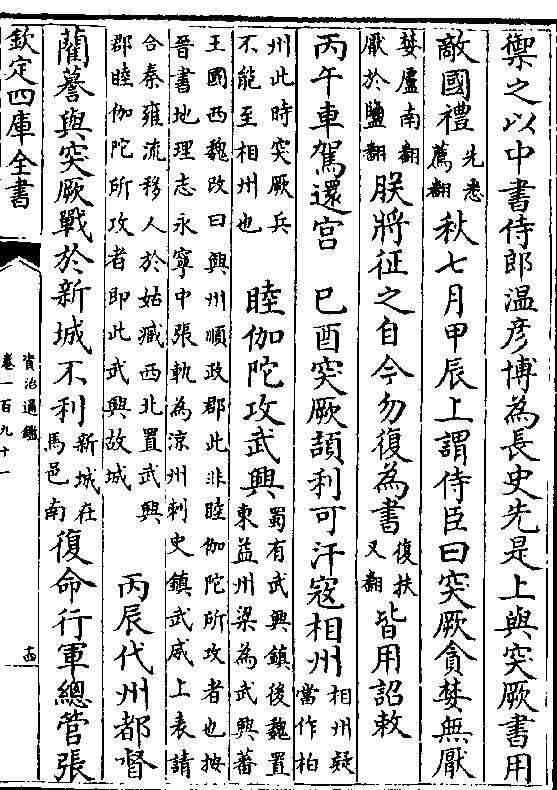 禦之以中書侍郎温彦博為長史先是上與突厥書用
敵國禮先悉薦翻秋七月甲辰上謂侍臣曰突厥貪婪無厭
婪盧南翻厭於鹽翻朕將征之自今勿復為書復扶又翻皆用詔敕
丙午車駕還宫 己酉突厥頡利可汗寇相州相州疑當作栢
州此時突厥兵不能至相州也 睦伽陀攻武興蜀有武興鎮後魏置東益州梁為武興蕃
王國西魏改曰興州順政郡此非睦伽陀所攻者也按晉書地理志永寧中張軌為涼州刺史鎮武威上表請
合秦雍流移人於姑臧西北置武興郡睦伽陀所攻者即此武興故城 丙辰代州都督
藺謩與突厥戰於新城不利新城在馬邑南復命行軍總管張
欽定四庫全書
資治通鑑
卷一百九十一
十四